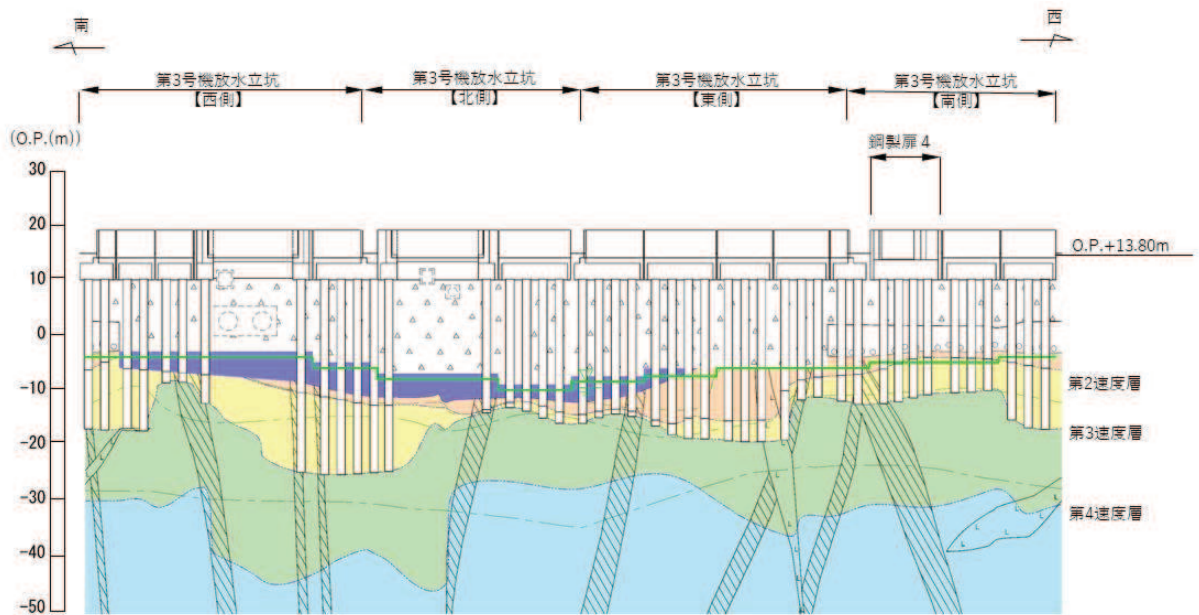 南
西
第3号機放水立坑
【西側】
第3号機放水立坑
【北側】
第3号機放水立坑
【東側】
第3号機放水立坑
【南側】
(O.P.(m))
鋼製扉4
30
20
O.P.+13.80m
10
0
-10
第2速度層
-20
第3速度層
-30
第4速度層
-40
-50